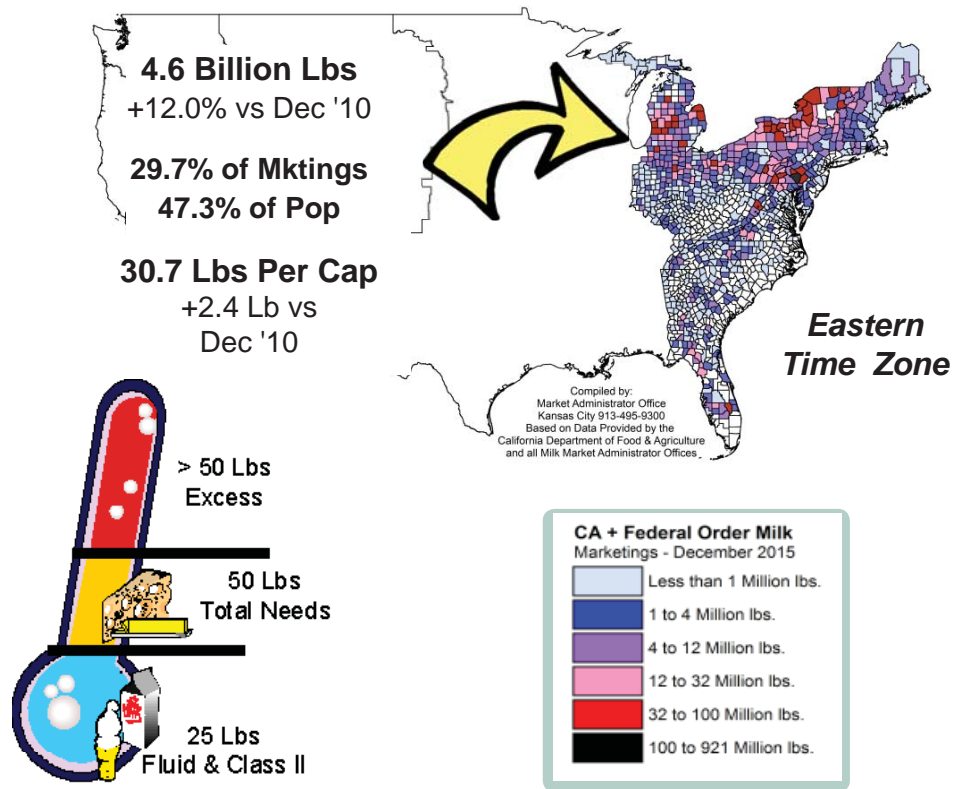 4.6 Billion Lbs
+12.0% vs Dec '10
29.7% of Mktings
47.3% of Pop
30.7 Lbs Per Cap
+2.4 Lb vs
Dec '10
Eastern
Time Zone
Compiled by:
Market Administrator Office
Kansas City 913-495-9300
Based on Data Provided by the
California Department of Food & Agriculture
and all Milk Market Administrator Offices
> 50 Lbs
Excess
50 Lbs
Total Needs
25 Lbs
Fluid & Class II
CA + Federal Order Milk
Marketings - December 2015
Less than 1 Million lbs.
1 to 4 Million lbs.
4 to 12 Million lbs.
12 to 32 Million lbs.
32 to 100 Million lbs.
100 to 921 Million lbs.